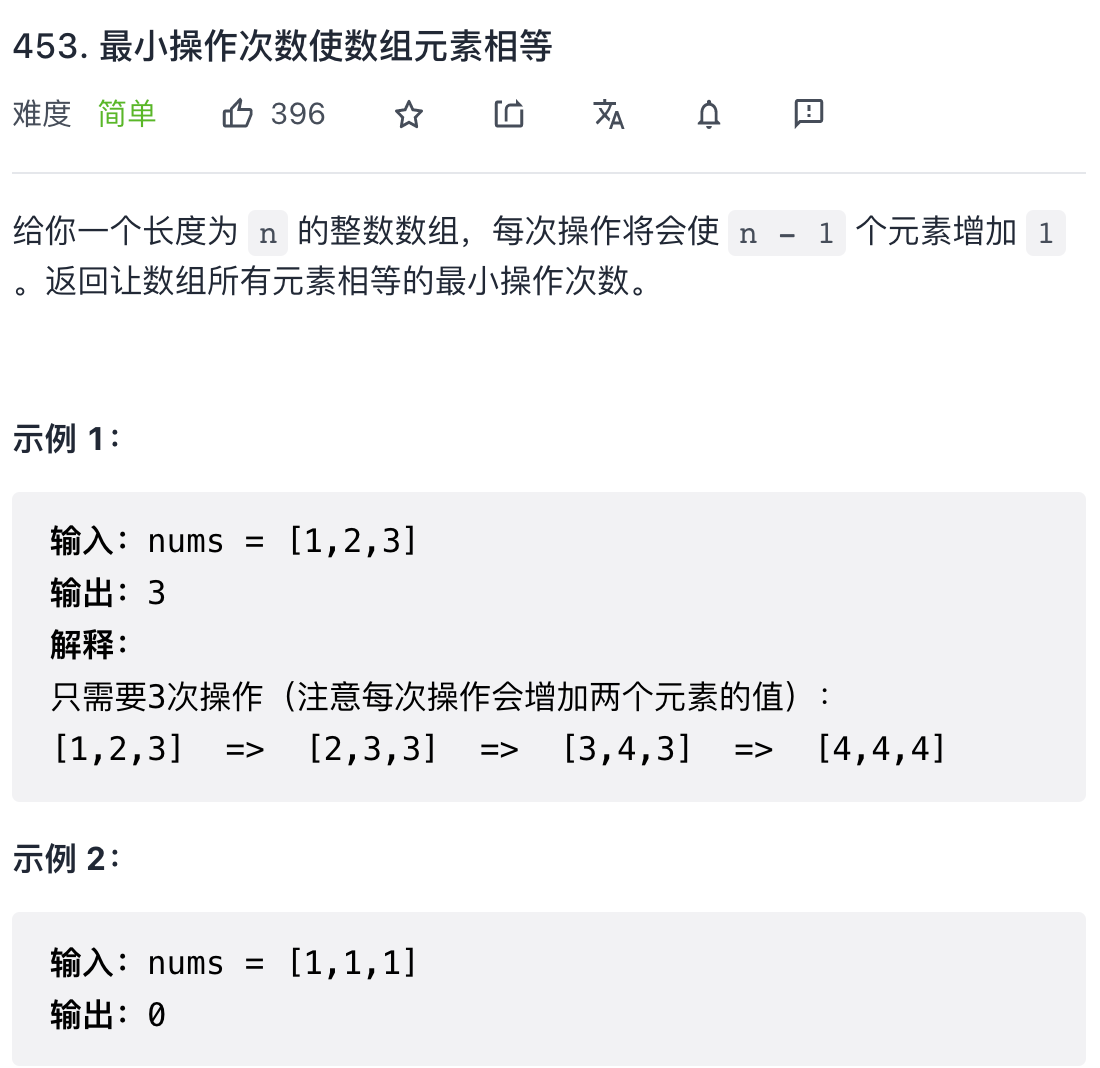 453. 最小操作次数使数组元素相等
难度 简单 396
给你一个长度为 n 的整数数组，每次操作将会使 n - 1 个元素增加 1
。返回让数组所有元素相等的最小操作次数。
示例 1：
输入：nums = [1,2,3]
输出：3
解释：
只需要3次操作（注意每次操作会增加两个元素的值）：
[1,2,3]  =>  [2,3,3]  =>  [3,4,3]  =>  [4,4,4]
示例 2：
输入：nums = [1,1,1]
输出：0